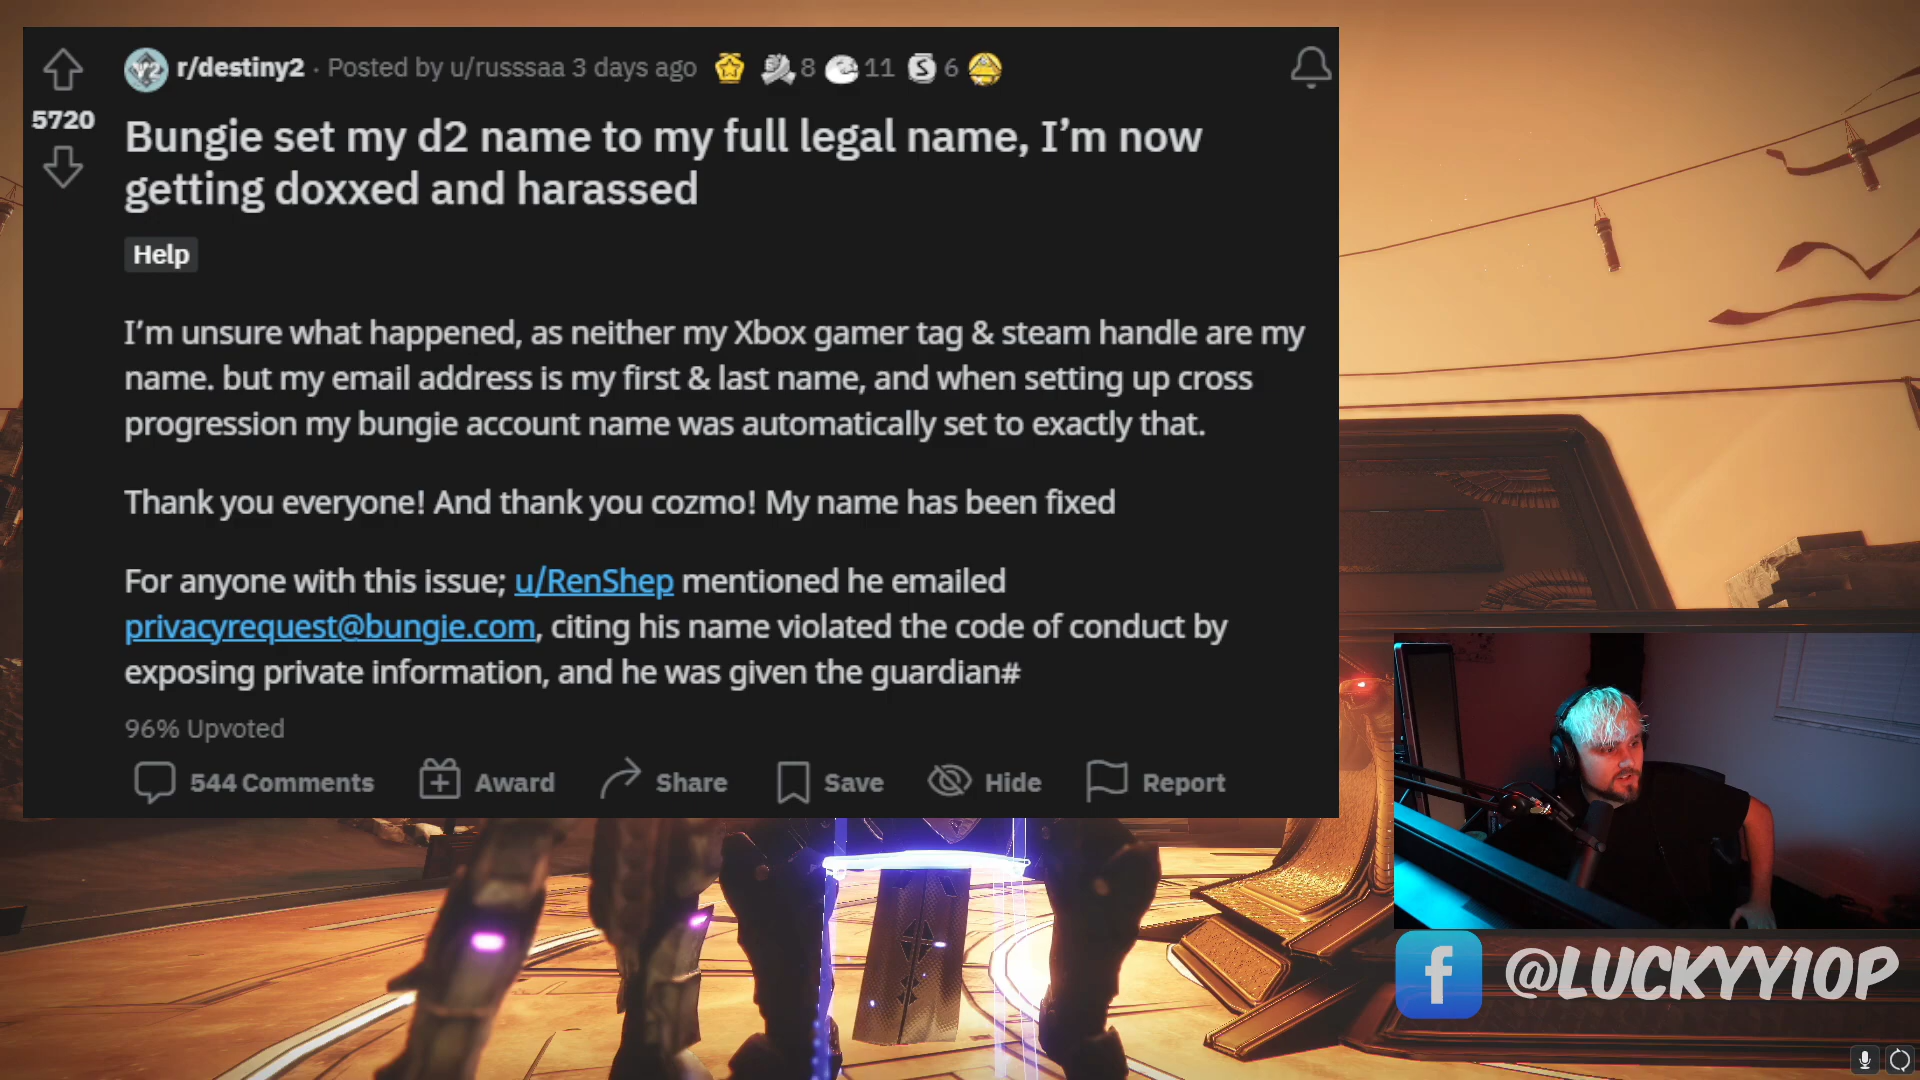 r/destiny2 · Posted by u/russsaa 3 days ago 8 11 S 6
5720
Bungie set my d2 name to my full legal name, I’m now
getting doxxed and harassed
Help
I’m unsure what happened, as neither my Xbox gamer tag & steam handle are my
name. but my email address is my first & last name, and when setting up cross
progression my bungie account name was automatically set to exactly that.
Thank you everyone! And thank you cozmo! My name has been fixed
For anyone with this issue; u/RenShep mentioned he emailed
privacyrequest@bungie.com, citing his name violated the code of conduct by
exposing private information, and he was given the guardian#
96% Upvoted
544 Comments Award Share Save Hide Report
f @LUCKYY10P